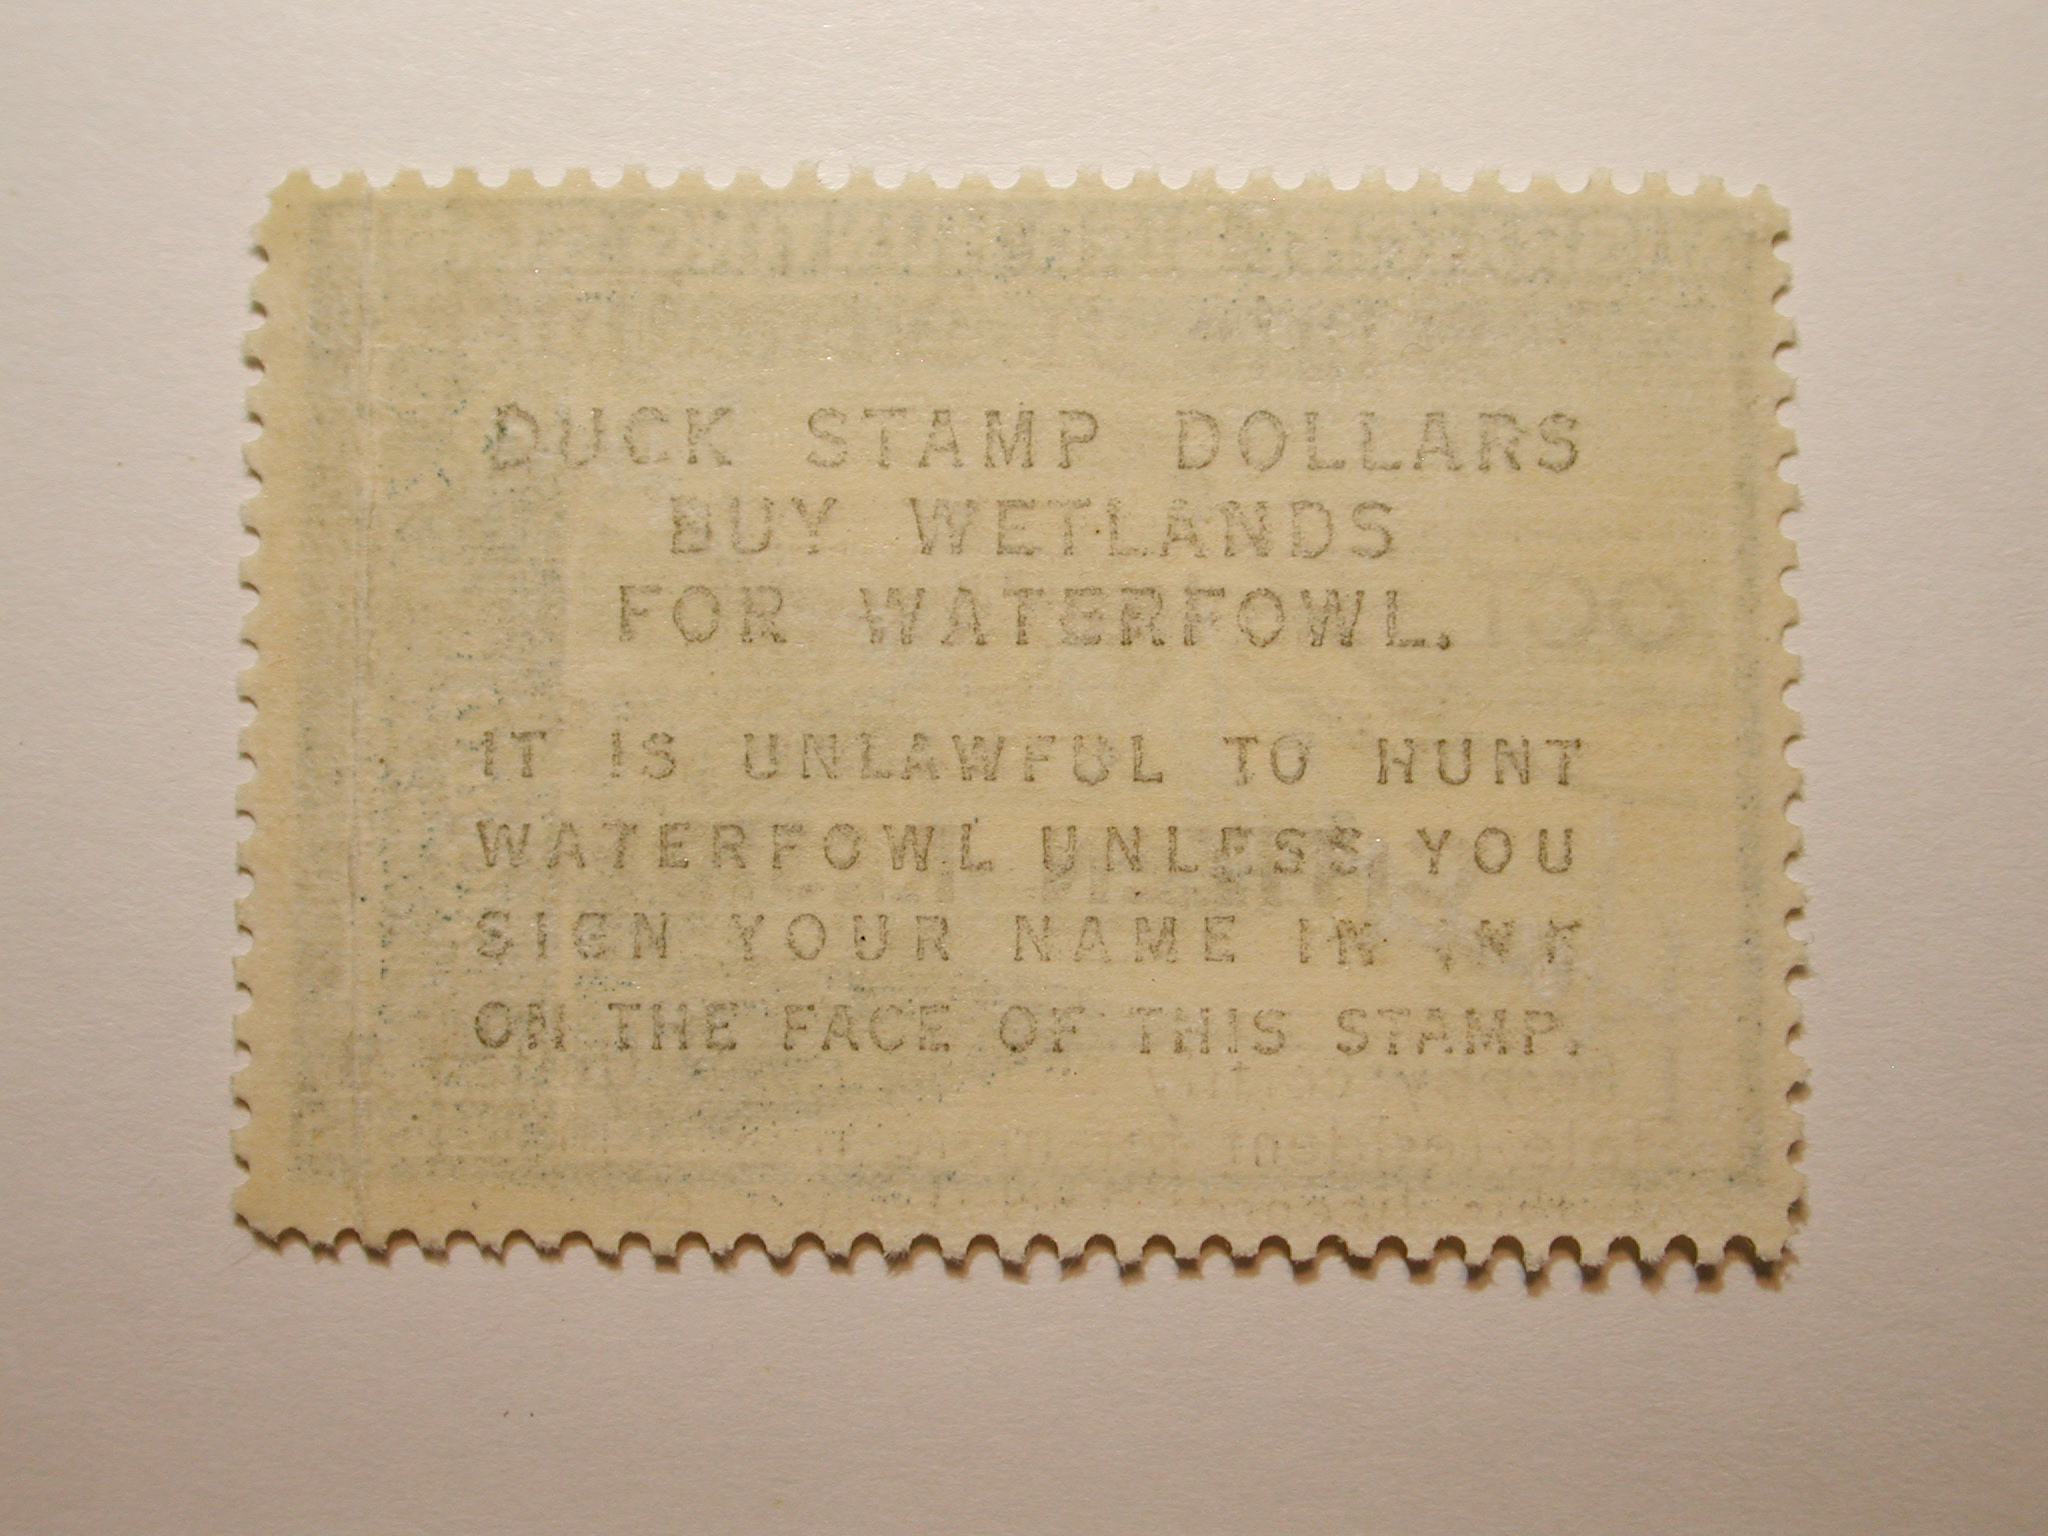 DUCK STAMP DOLLARS
BUY WETLANDS
FOR WATERFOWL.
IT IS UNLAWFUL TO HUNT
WATERFOWL UNLESS YOU
SIGN YOUR NAME IN INK
ON THE FACE OF THIS STAMP.